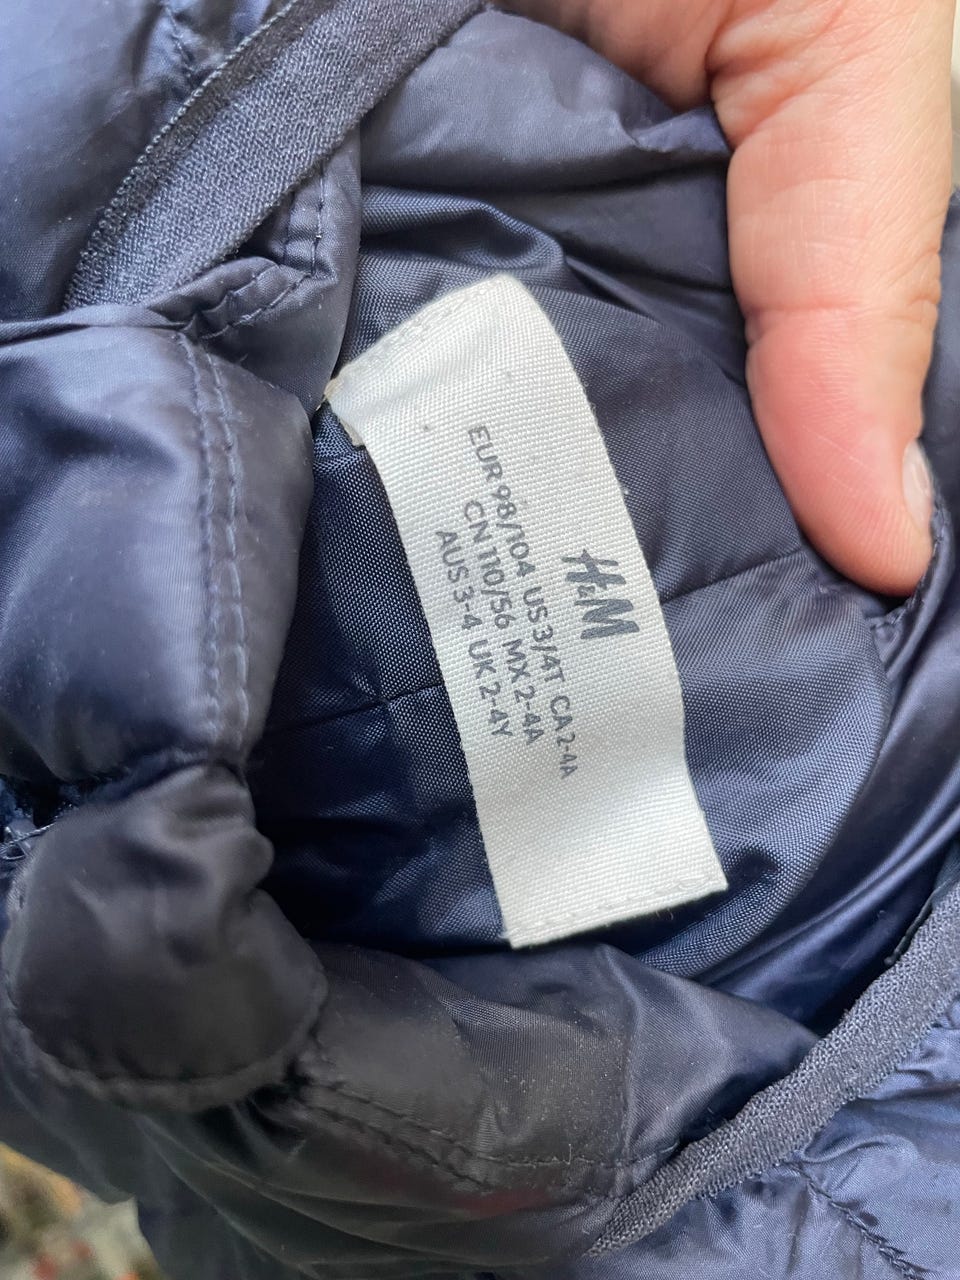 H&M
EUR 98/104 US 3/4T CA 2-4A
CN 110/56 MX 2-4A
AUS 3-4 UK 2-4Y